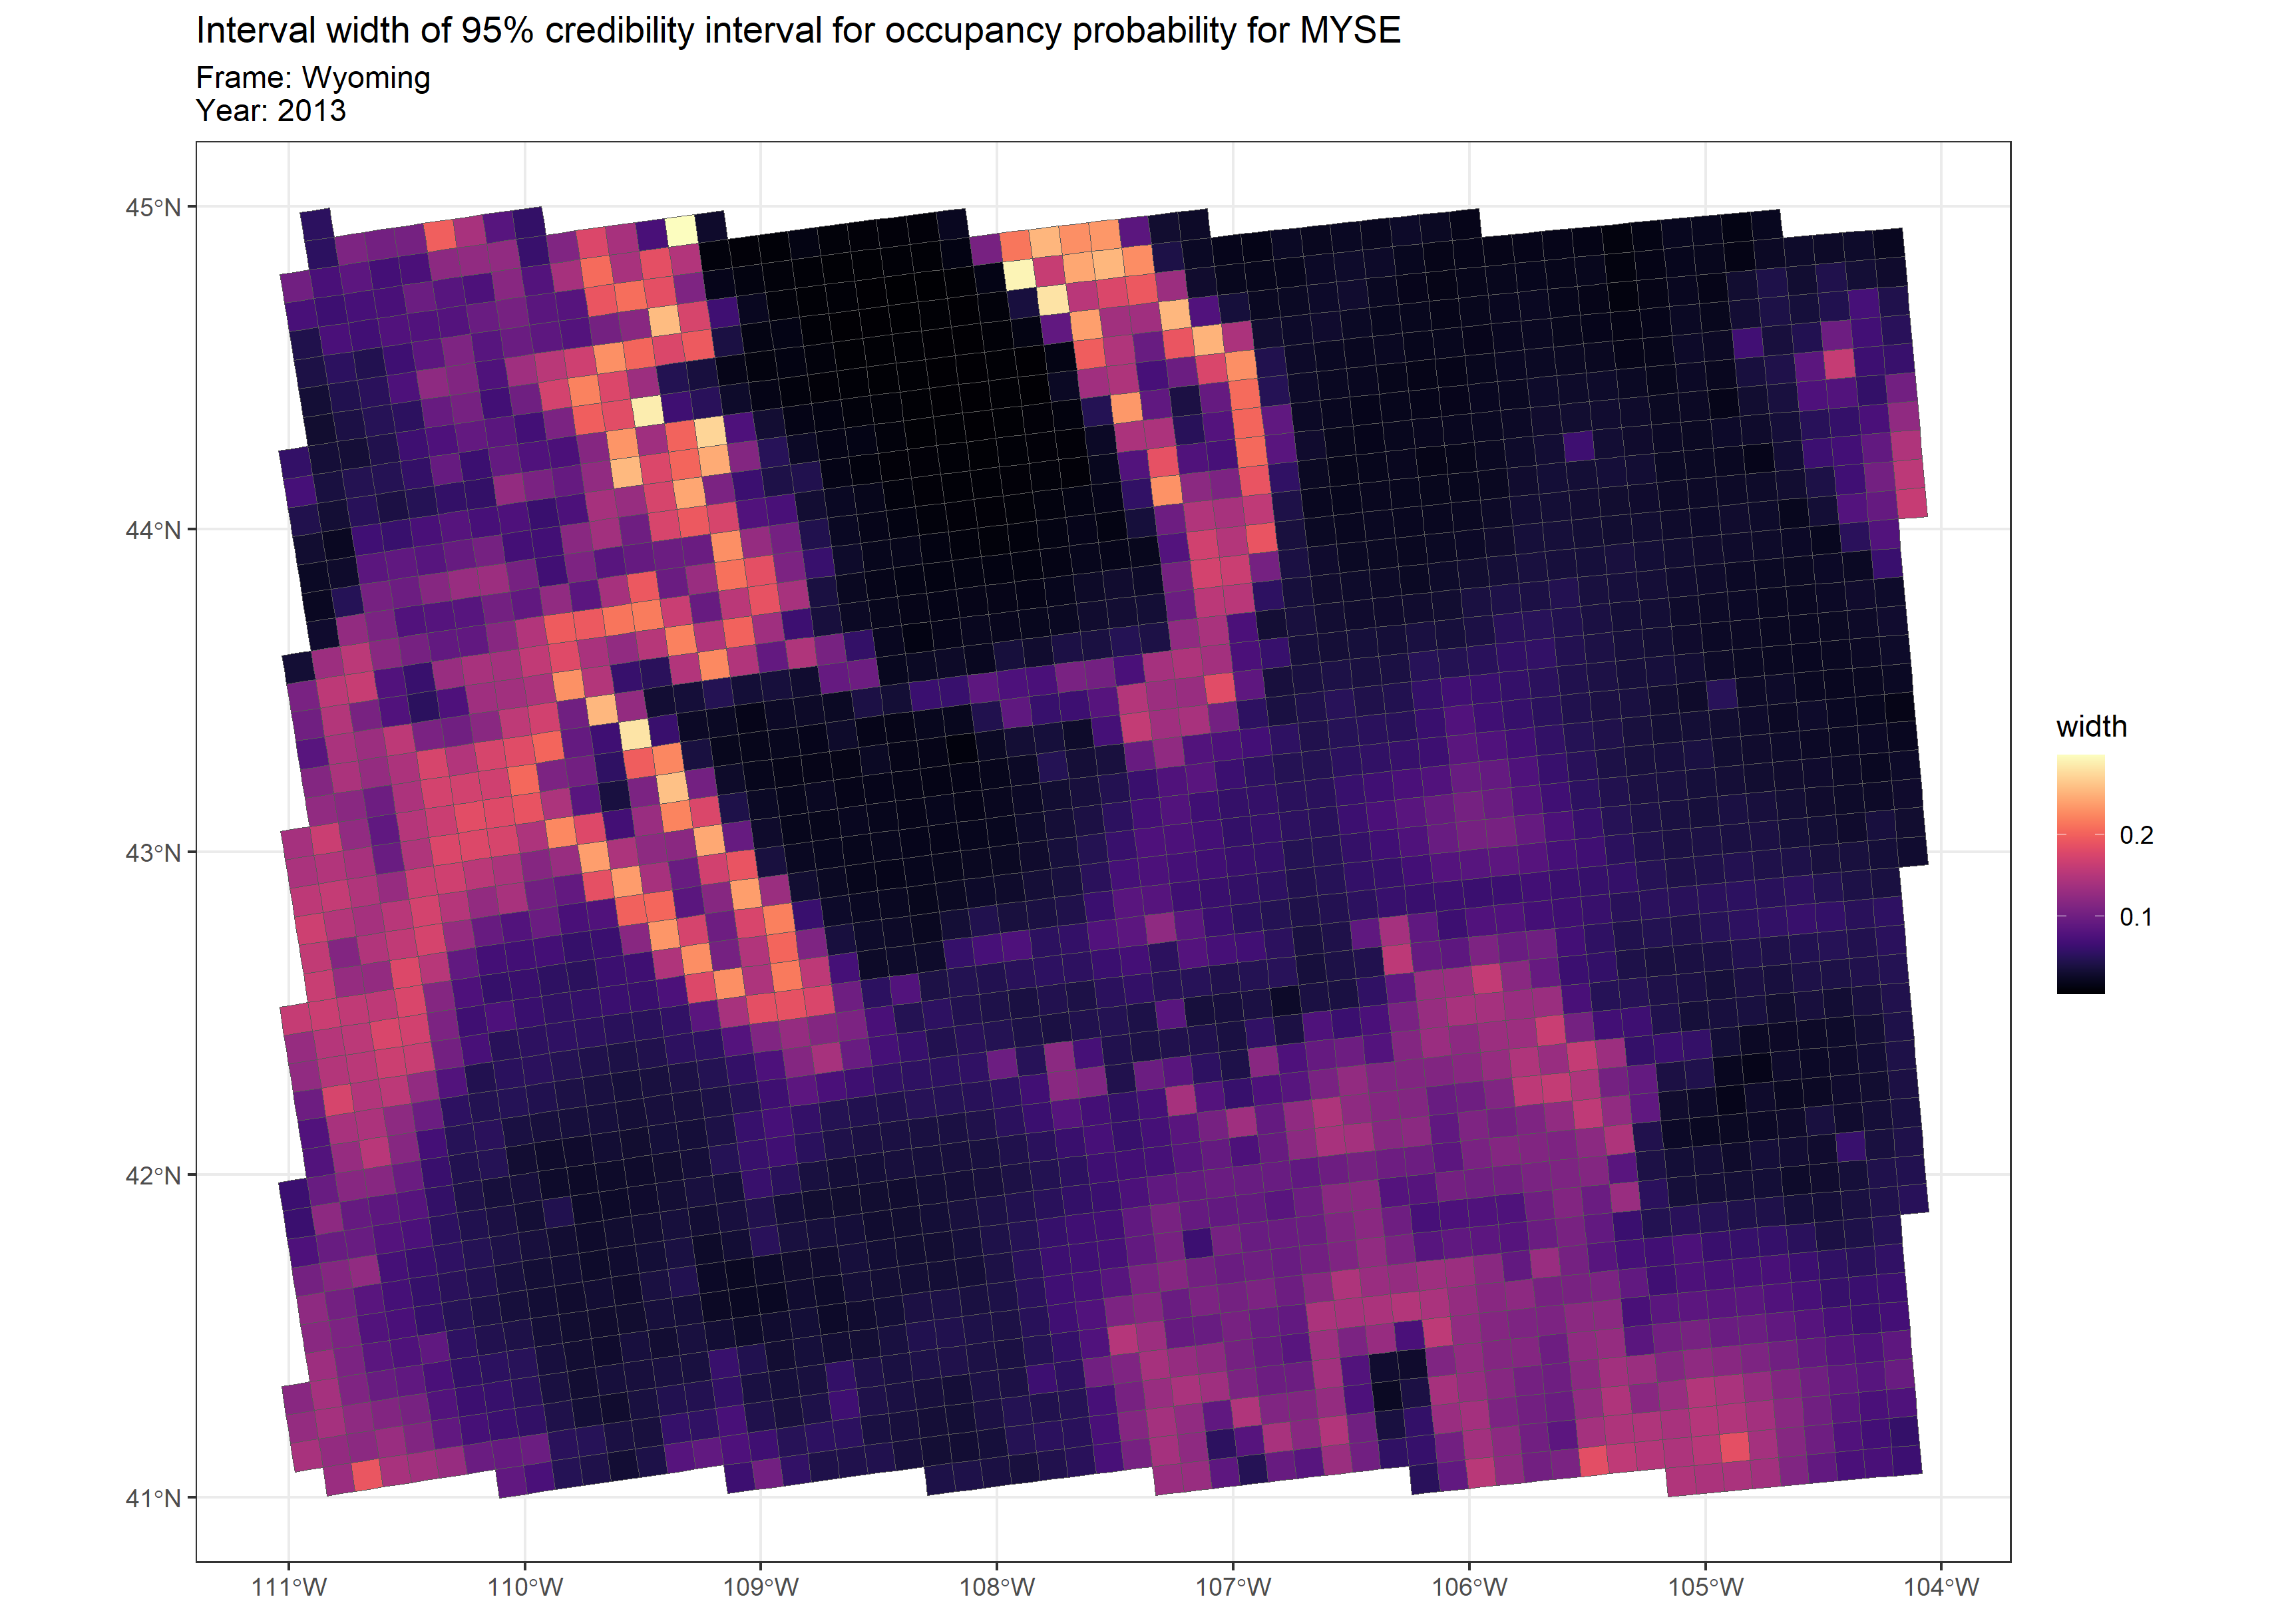 Interval width of 95% credibility interval for occupancy probability for MYSE
Frame: Wyoming
Year: 2013
45°N
44°N
43°N
42°N
41°N
111°W
110°W
109°W
108°W
107°W
106°W
105°W
104°W
width
0.2
0.1